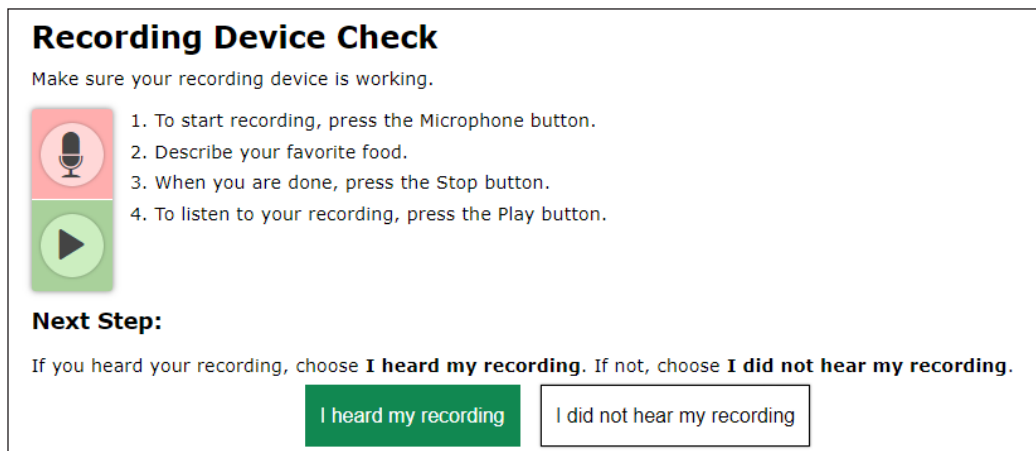 Recording Device Check
Make sure your recording device is working.
1. To start recording, press the Microphone button.
2. Describe your favorite food.
3. When you are done, press the Stop button.
4. To listen to your recording, press the Play button.
Next Step:
If you heard your recording, choose I heard my recording. If not, choose I did not hear my recording.
I heard my recording
I did not hear my recording